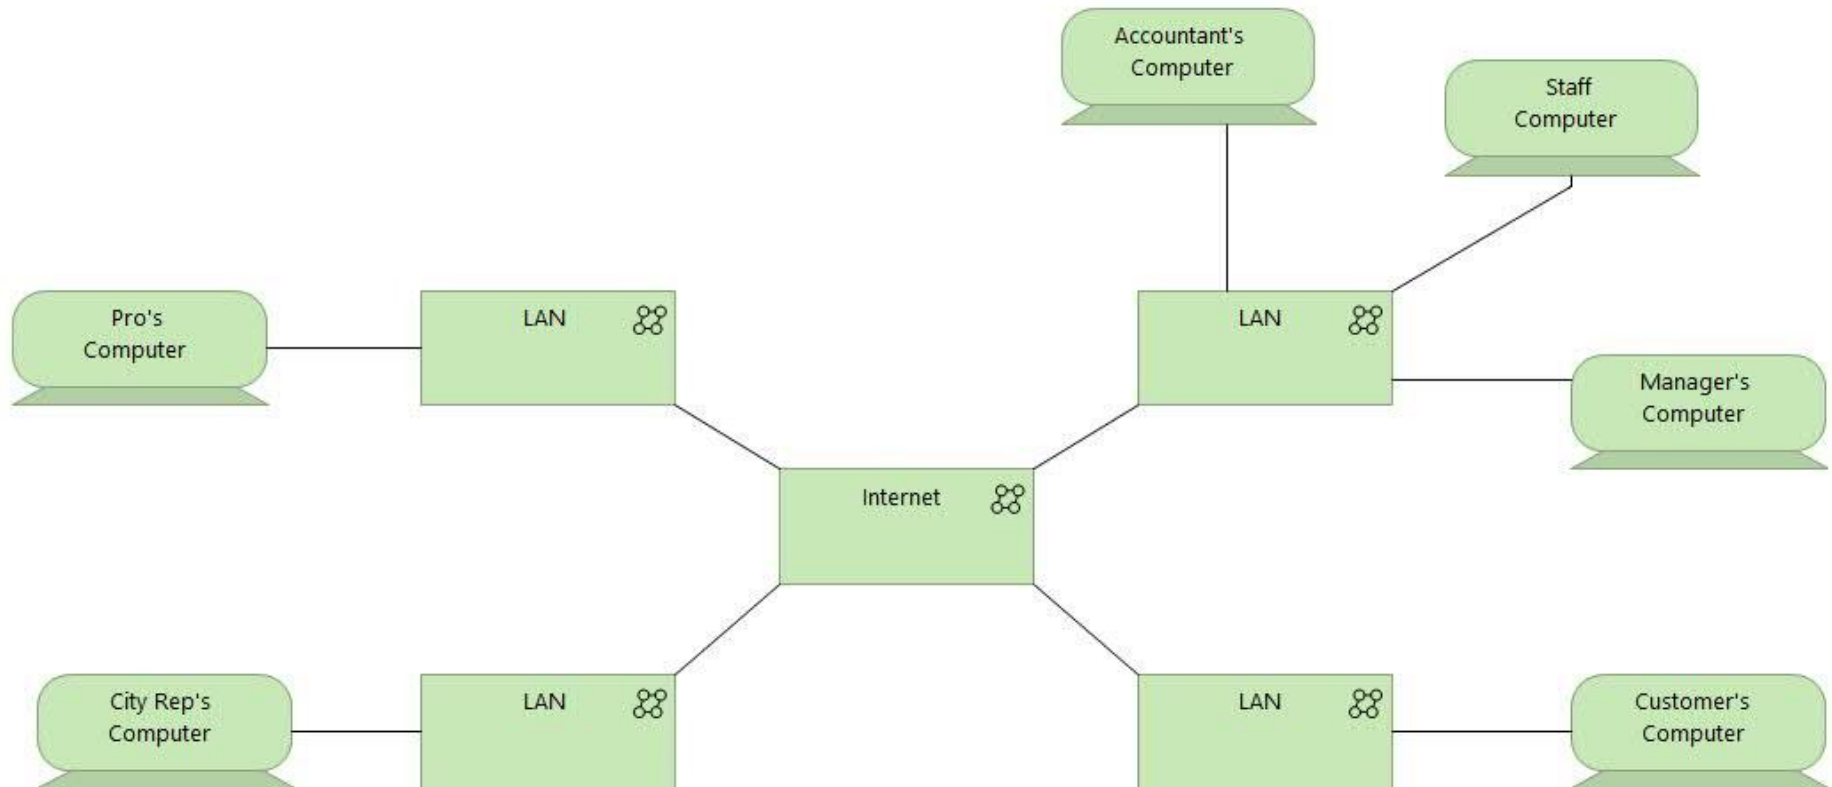 Accountant's
Computer
Staff
Computer
Pro's
Computer
LAN
LAN
Manager's
Computer
Internet
City Rep's
Computer
LAN
LAN
Customer's
Computer